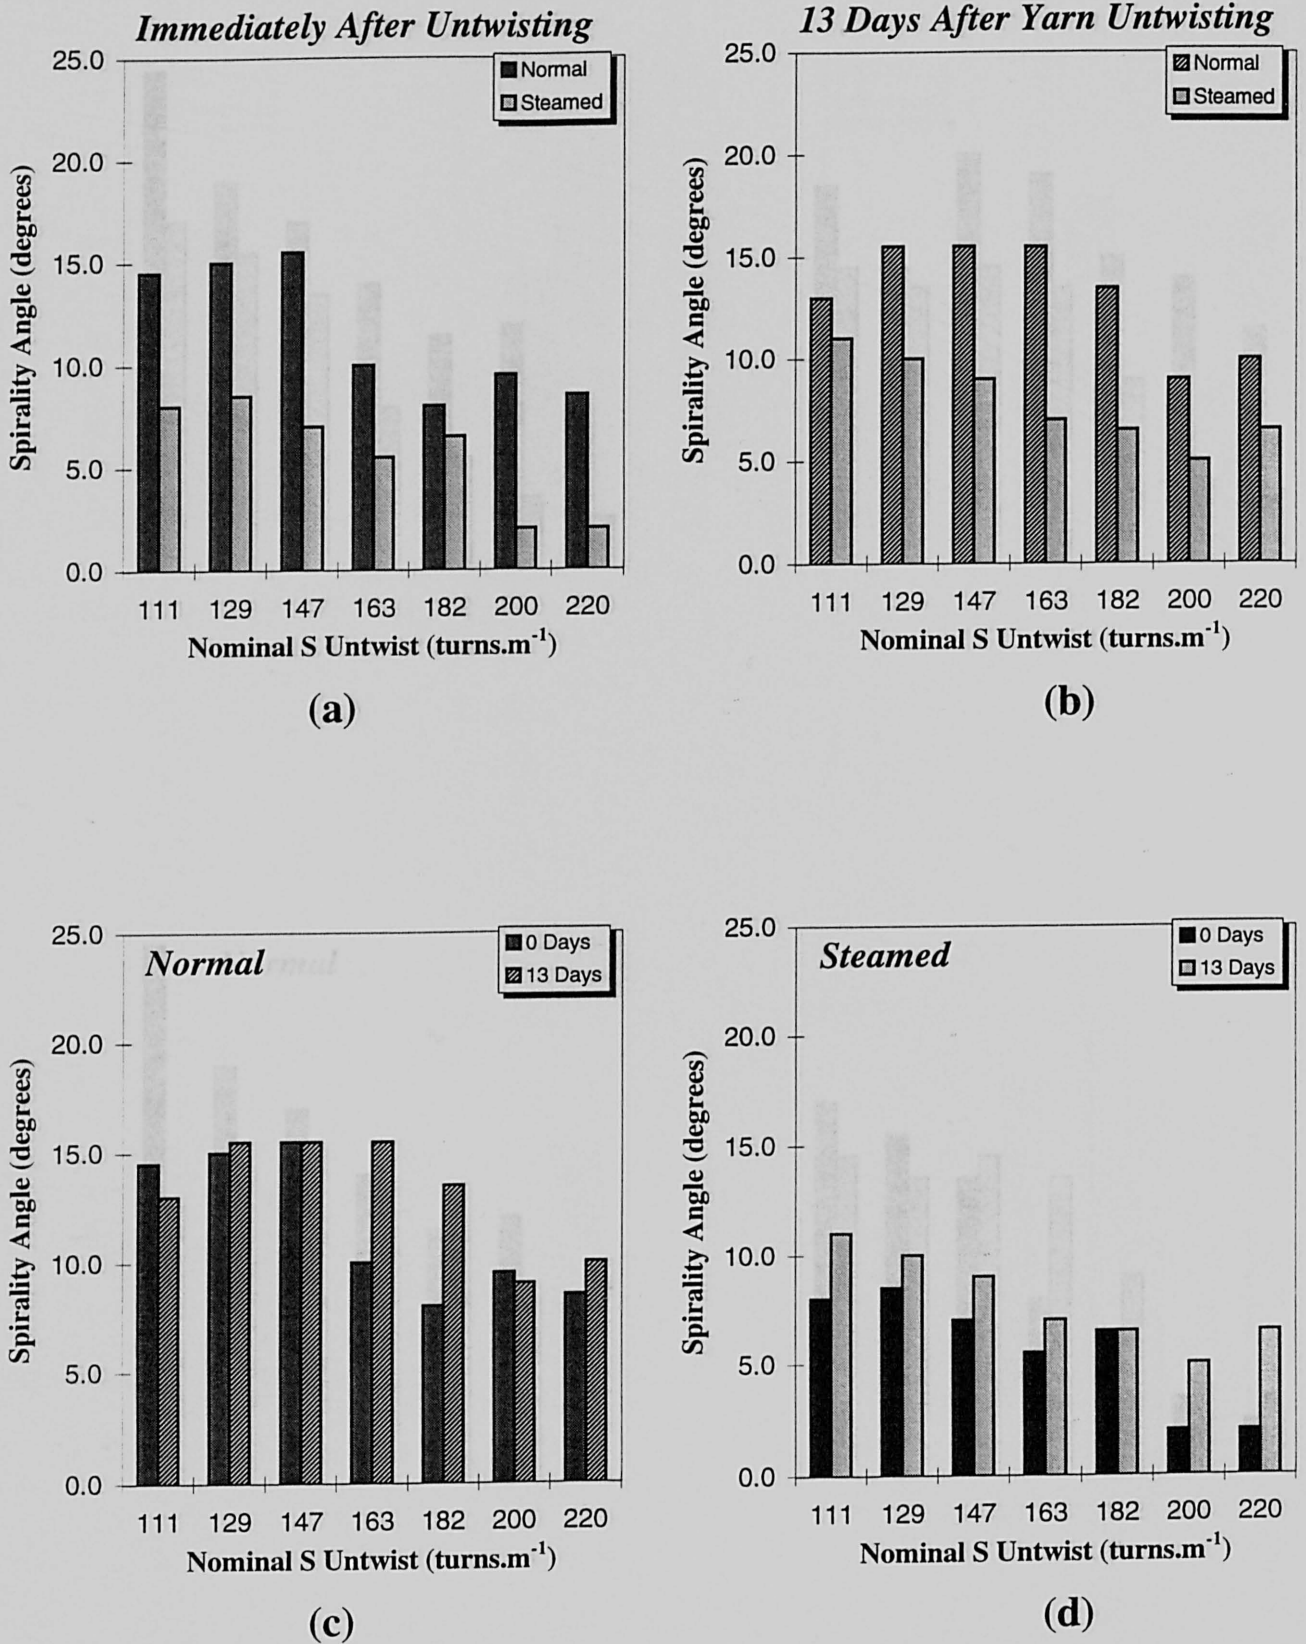 Immediately After Untwisting
25.0
20.0
15.0
10.0
5.0
0.0
Spirality Angle (degrees)
Normal
Steamed
111 129 147 163 182 200 220
Nominal S Untwist (turns.m-1)
(a)
13 Days After Yarn Untwisting
25.0
20.0
15.0
10.0
5.0
0.0
Spirality Angle (degrees)
Normal
Steamed
111 129 147 163 182 200 220
Nominal S Untwist (turns.m-1)
(b)
25.0
20.0
15.0
10.0
5.0
0.0
Spirality Angle (degrees)
Normal
0 Days
13 Days
111 129 147 163 182 200 220
Nominal S Untwist (turns.m-1)
(c)
25.0
20.0
15.0
10.0
5.0
0.0
Spirality Angle (degrees)
Steamed
0 Days
13 Days
111 129 147 163 182 200 220
Nominal S Untwist (turns.m-1)
(d)